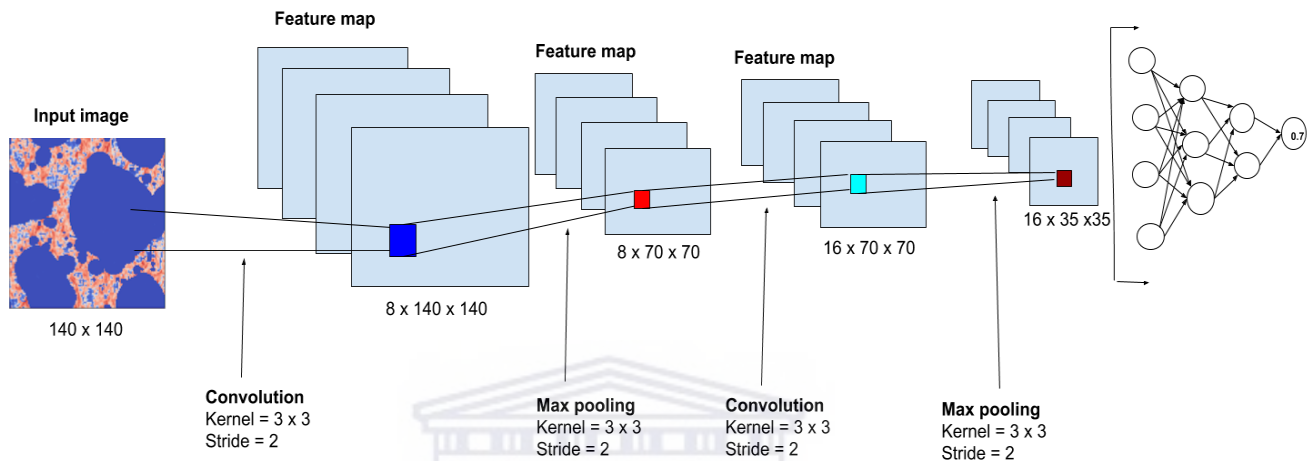 Feature map
Feature map
Feature map
Input image
0.7
16 x 35 x35
8 x 70 x 70
16 x 70 x 70
8 x 140 x 140
140 x 140
Convolution
Kernel = 3 x 3
Stride = 2
Max pooling
Kernel = 3 x 3
Stride = 2
Convolution
Kernel = 3 x 3
Stride = 2
Max pooling
Kernel = 3 x 3
Stride = 2